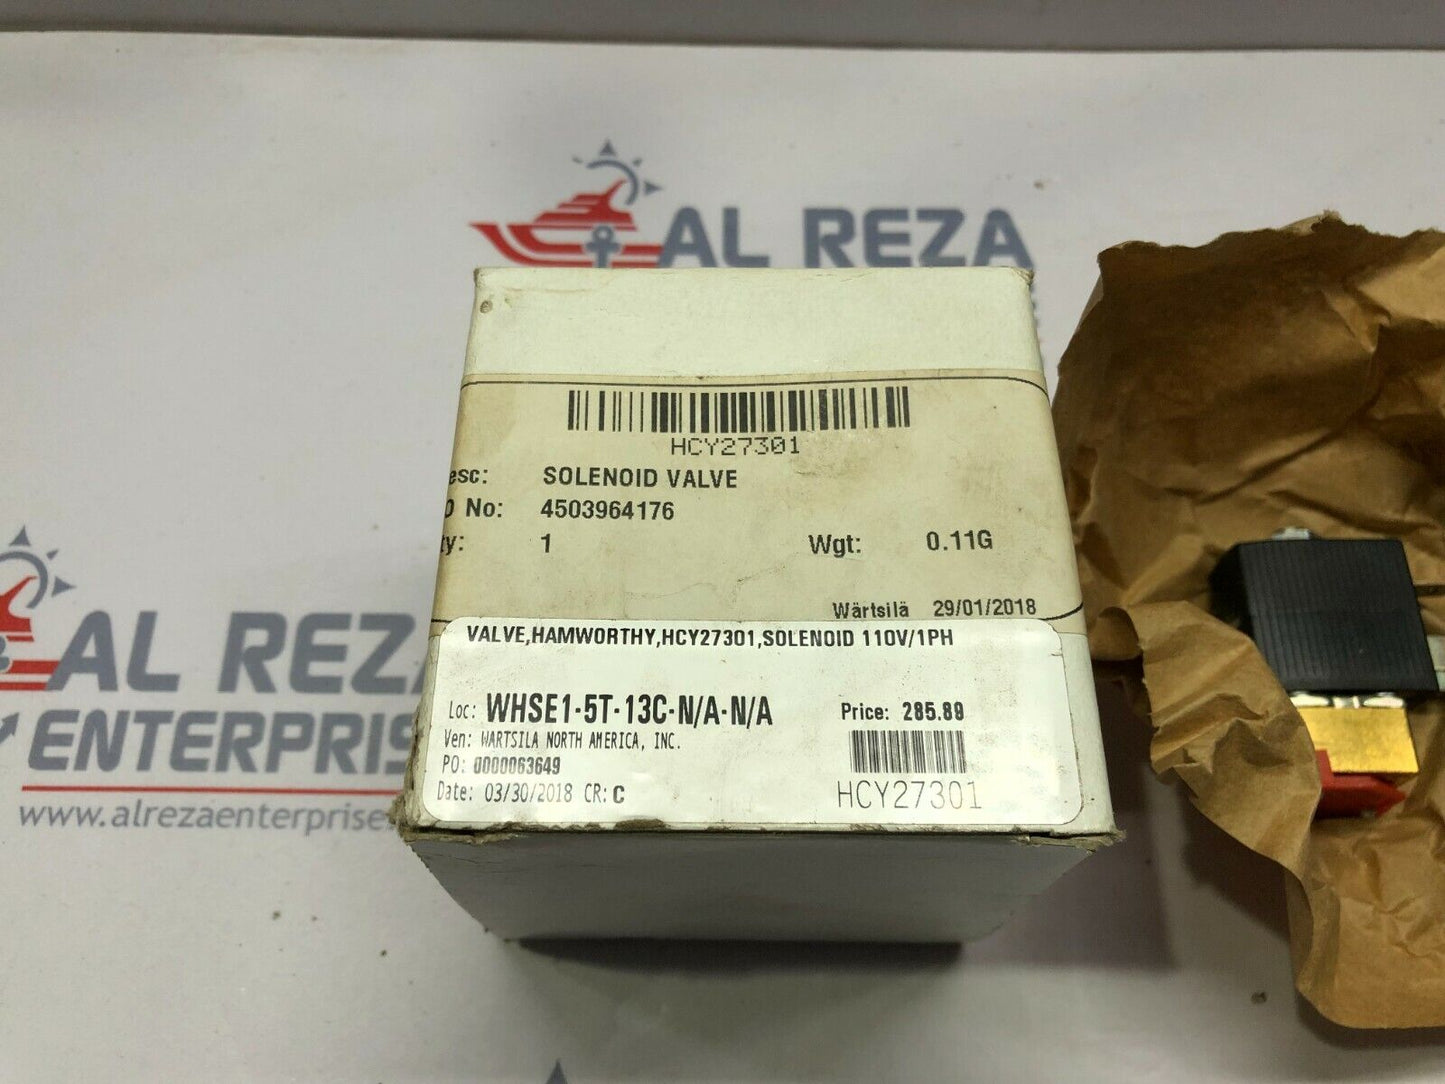 AL REZA
HCY27301
esc: SOLENOID VALVE
O No: 4503964176
ty: 1 Wgt: 0.11G
Wärtsilä 29/01/2018
VALVE,HAMWORTHY,HCY27301,SOLENOID 110V/1PH
Loc: WHSE1-5T-13C-N/A-N/A Price: 285.89
Ven: WARTSILA NORTH AMERICA, INC.
PO: 0000063649
Date: 03/30/2018 CR: C
HCY27301
AL REZA
ENTERPRIS
www.alrezaenterprise.